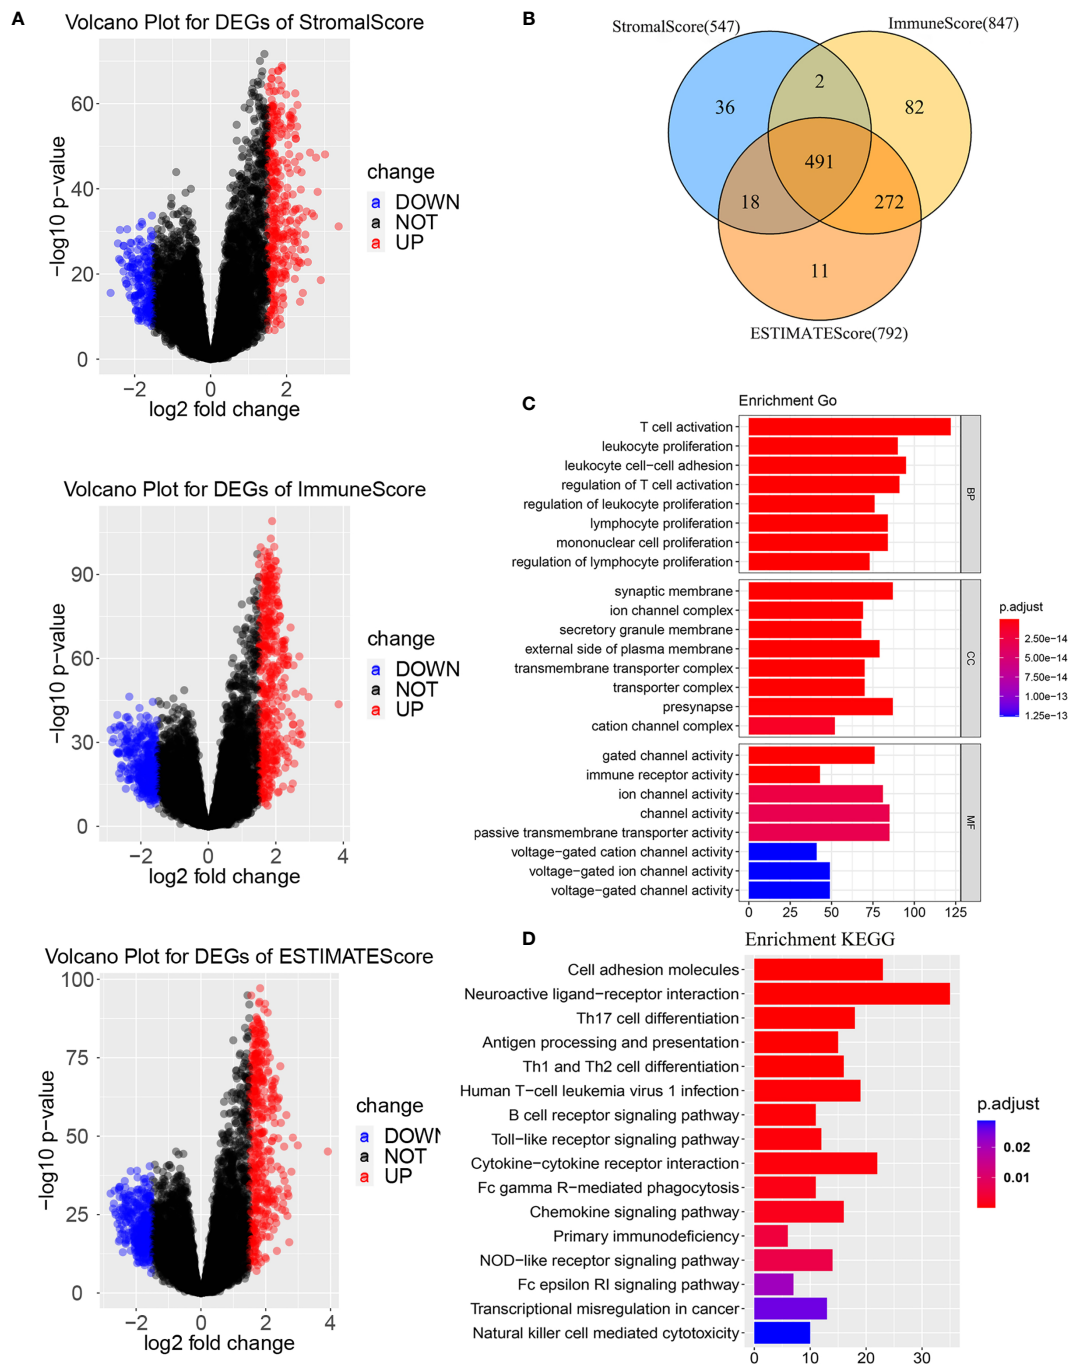 A
Volcano Plot for DEGs of StromalScore
60
40
20
0
−log10 p−value
−2 0 2
log2 fold change
change
a DOWN
a NOT
a UP
Volcano Plot for DEGs of ImmuneScore
90
60
30
0
−log10 p−value
−2 0 2 4
log2 fold change
change
a DOWN
a NOT
a UP
Volcano Plot for DEGs of ESTIMATEScore
100
75
50
25
0
−log10 p−value
−2 0 2 4
log2 fold change
change
a DOWN
a NOT
a UP
B
StromalScore(547)
ImmuneScore(847)
2
36
82
491
18
272
11
ESTIMATEScore(792)
C
Enrichment Go
T cell activation
leukocyte proliferation
leukocyte cell−cell adhesion
regulation of T cell activation
regulation of leukocyte proliferation
lymphocyte proliferation
mononuclear cell proliferation
regulation of lymphocyte proliferation
BP
synaptic membrane
ion channel complex
secretory granule membrane
external side of plasma membrane
transmembrane transporter complex
transporter complex
presynapse
cation channel complex
CC
gated channel activity
immune receptor activity
ion channel activity
channel activity
passive transmembrane transporter activity
voltage−gated cation channel activity
voltage−gated ion channel activity
voltage−gated channel activity
MF
0 25 50 75 100 125
p.adjust
2.50e−14
5.00e−14
7.50e−14
1.00e−13
1.25e−13
D
Enrichment KEGG
Cell adhesion molecules
Neuroactive ligand−receptor interaction
Th17 cell differentiation
Antigen processing and presentation
Th1 and Th2 cell differentiation
Human T−cell leukemia virus 1 infection
B cell receptor signaling pathway
Toll−like receptor signaling pathway
Cytokine−cytokine receptor interaction
Fc gamma R−mediated phagocytosis
Chemokine signaling pathway
Primary immunodeficiency
NOD−like receptor signaling pathway
Fc epsilon RI signaling pathway
Transcriptional misregulation in cancer
Natural killer cell mediated cytotoxicity
0 10 20 30
p.adjust
0.02
0.01